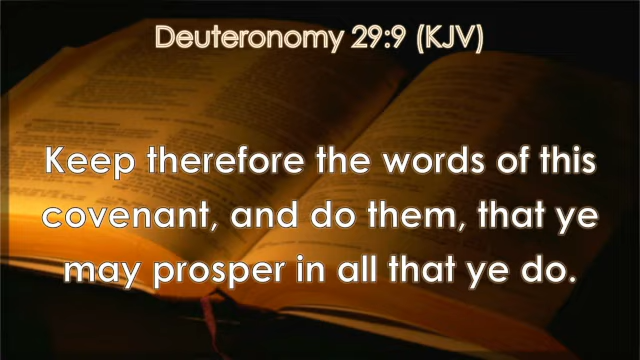 Deuteronomy 29:9 (KJV)
Keep therefore the words of this
covenant, and do them, that ye
may prosper in all that ye do.